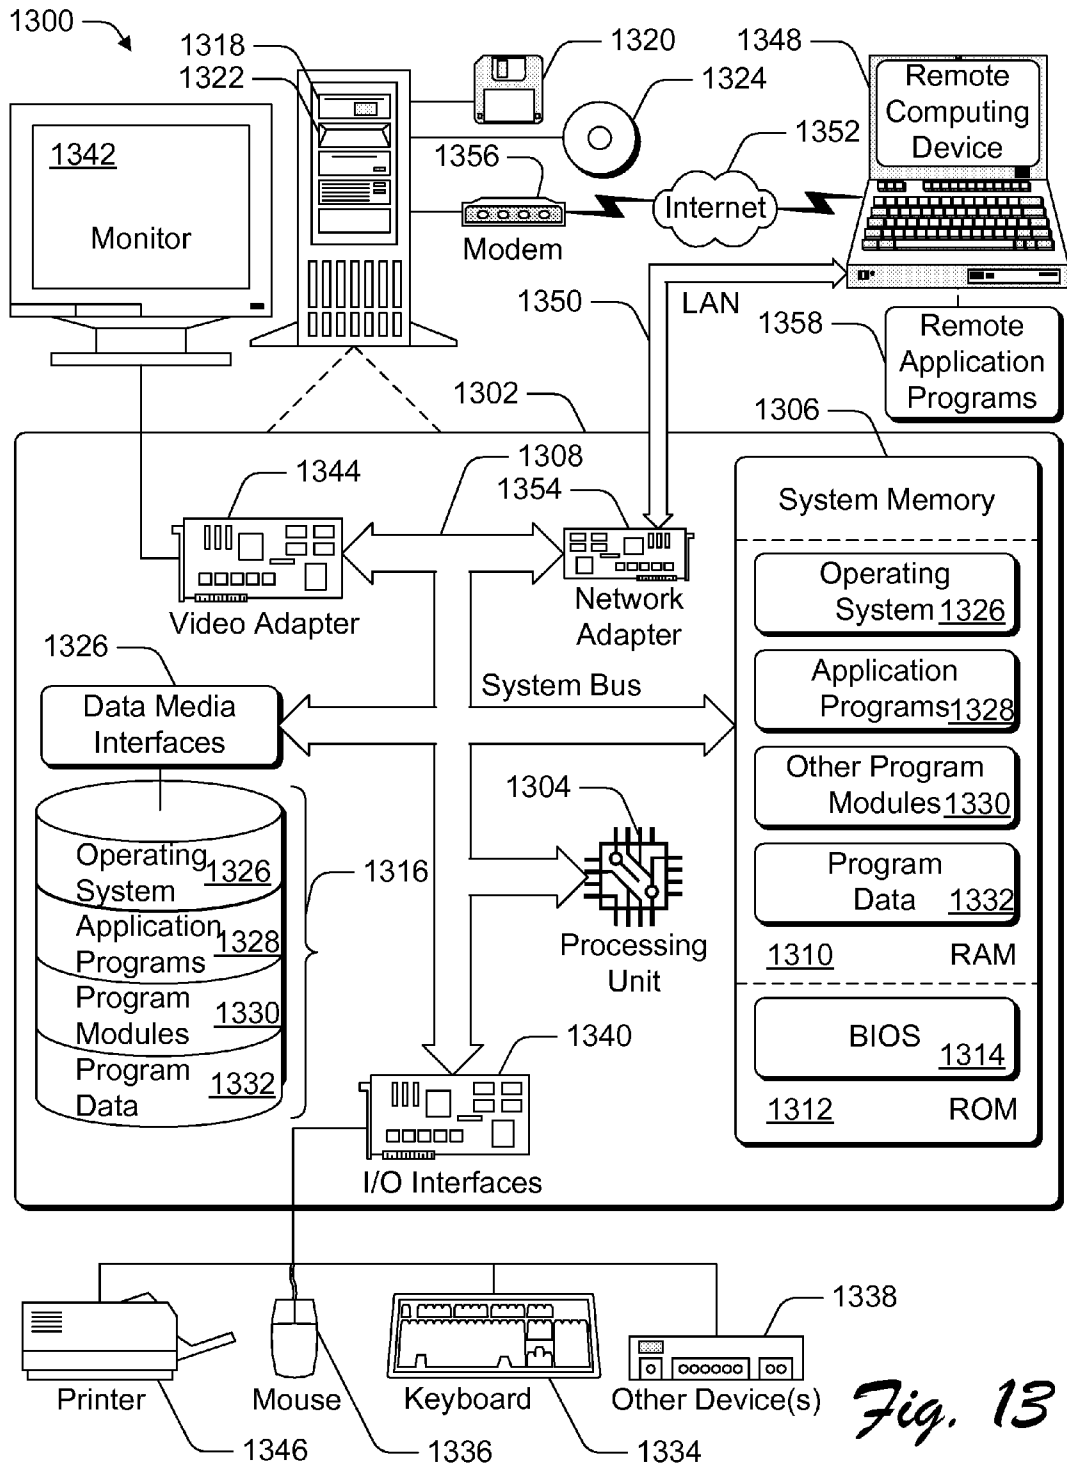 1300
1318
1322
1320
1324
1348
Remote
Computing
Device
1342
Monitor
1356
Modem
1352
Internet
1350
LAN
1358
Remote
Application
Programs
1302
1306
1344
1308
1354
System Memory
Operating
System 1326
Video Adapter
Network
Adapter
1326
Data Media
Interfaces
System Bus
Application
Programs 1328
Other Program
Modules 1330
1304
Processing
Unit
Program
Data 1332
1310 RAM
Operating
System 1326
Application
Programs 1328
Program
Modules 1330
Program
Data 1332
1316
1340
I/O Interfaces
BIOS
1314
1312 ROM
Printer
1346
Mouse
1336
Keyboard
1334
Other Device(s)
1338
Fig. 13